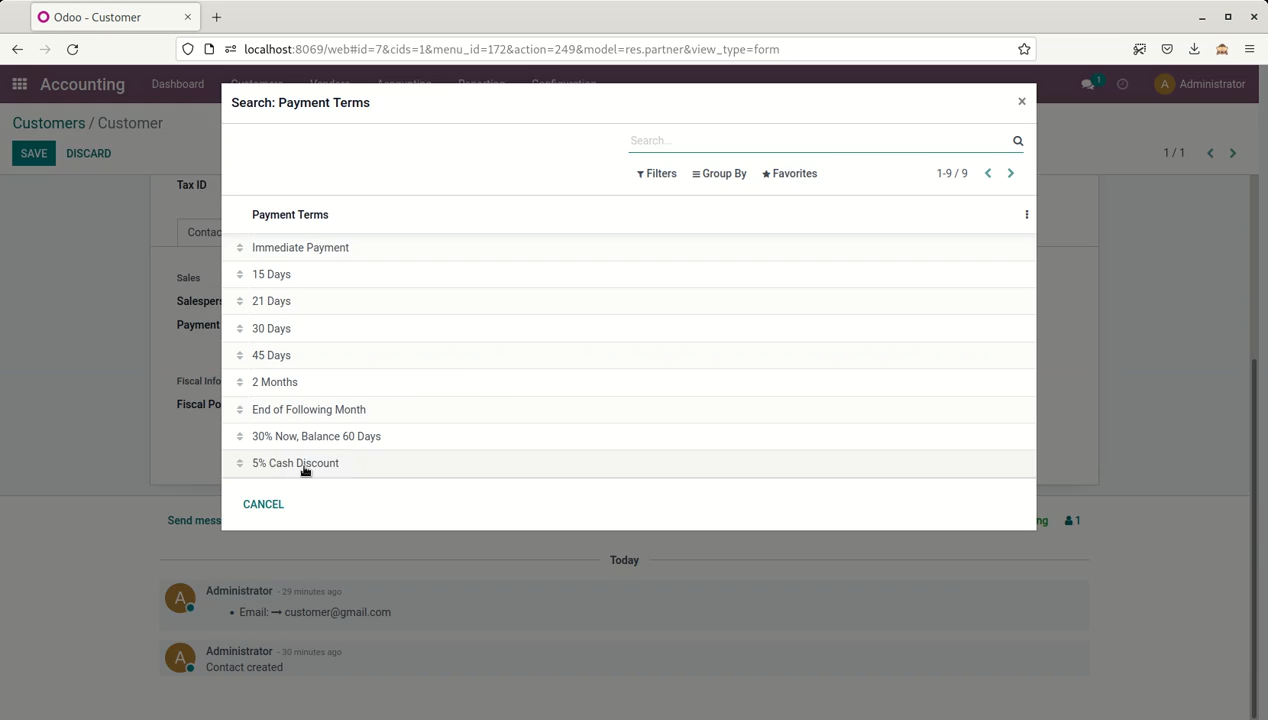 Odoo - Customer
localhost:8069/web#id=7&cids=1&menu_id=172&action=249&model=res.partner&view_type=form
Accounting
Dashboard Customers Vendors Accounting Reporting Configuration
1
A Administrator
Customers / Customer
SAVE DISCARD
1 / 1
Search: Payment Terms
×
Search...
Filters Group By Favorites
1-9 / 9
Payment Terms
Immediate Payment
15 Days
21 Days
30 Days
45 Days
2 Months
End of Following Month
30% Now, Balance 60 Days
5% Cash Discount
CANCEL
Tax ID
Contac
Sales
Salespers
Payment
Fiscal Info
Fiscal Po
Send mess
ng 1
Today
A
Administrator - 29 minutes ago
• Email: → customer@gmail.com
A
Administrator - 30 minutes ago
Contact created